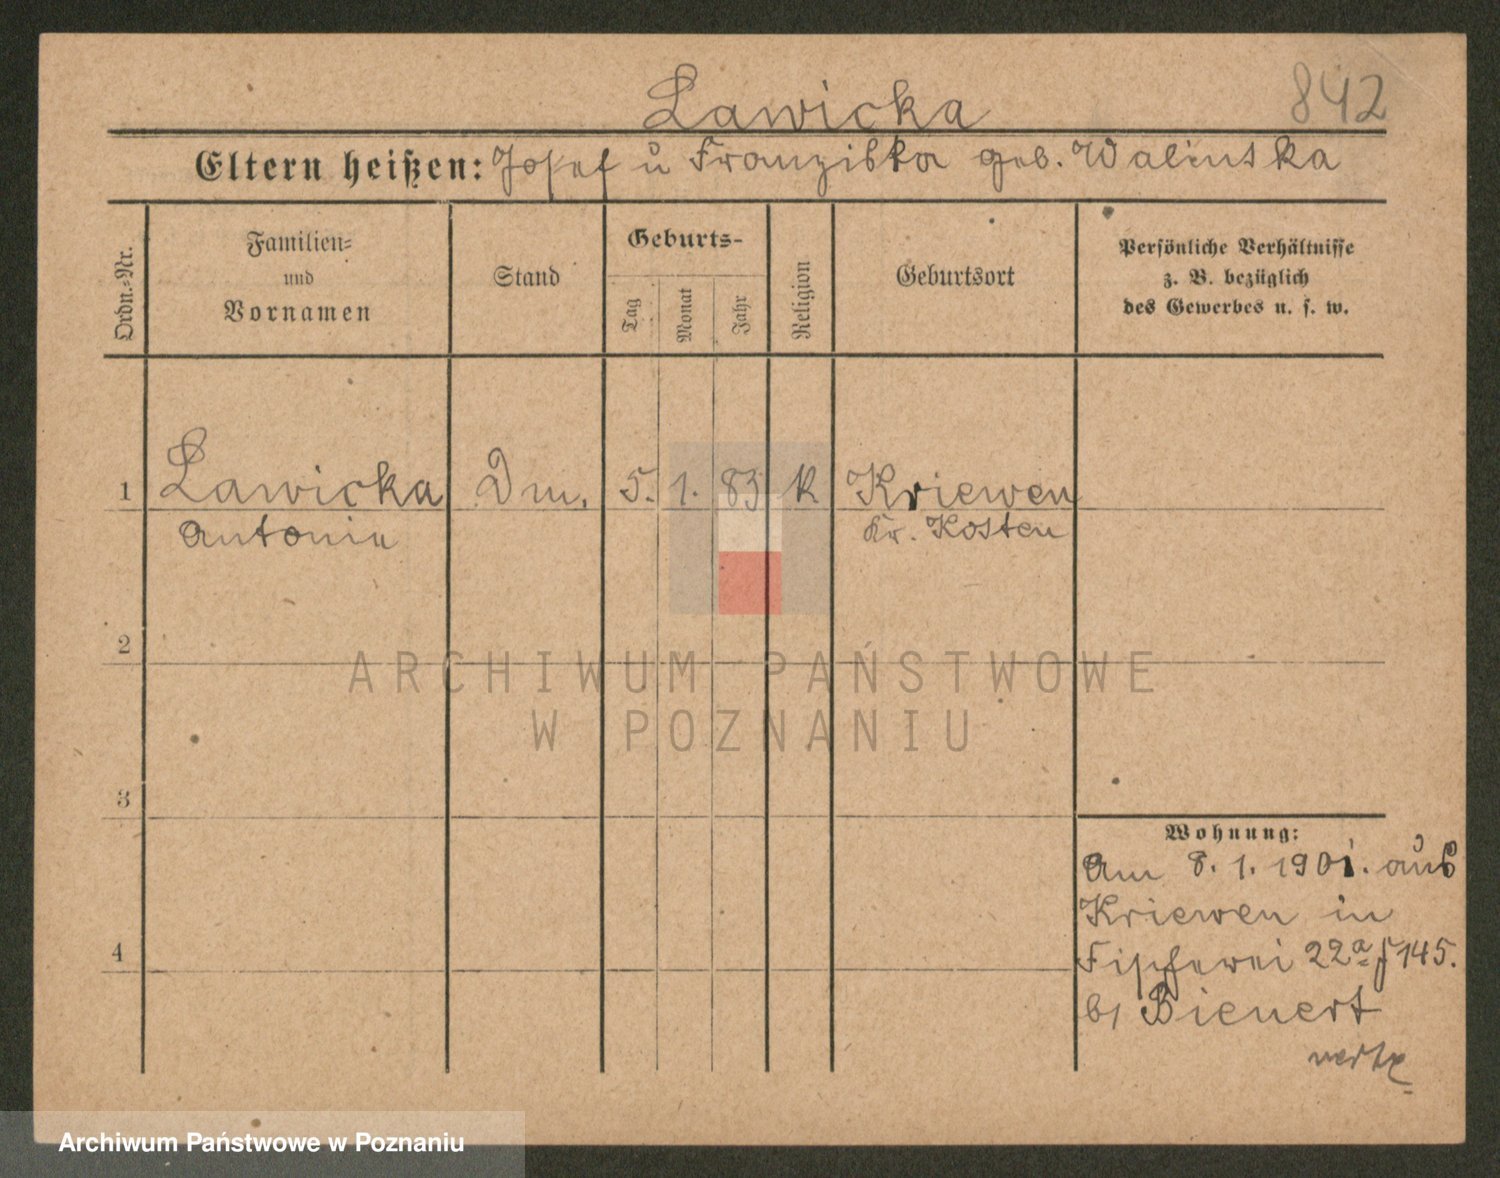 842
Lawicka
Eltern heißen: Josef u Franziska geb. Walinska
Ordn.-Nr.
Familien-
und
Vornamen
Stand
Geburts-
Tag
Monat
Jahr
Religion
Geburtsort
Persönliche Verhältnisse
z. B. bezüglich
des Gewerbes u. s. w.
1 Lawicka Dm. 5. 1. 83 K Kriewen
Antonie Kr. Kosten
2
3
4
Wohnung:
Am 8. 1. 1901. aus
Kriewen in
Fischerei 22a 145.
b/ Bienert
ARCHIWUM PAŃSTWOWE
W POZNANIU
Archiwum Państwowe w Poznaniu